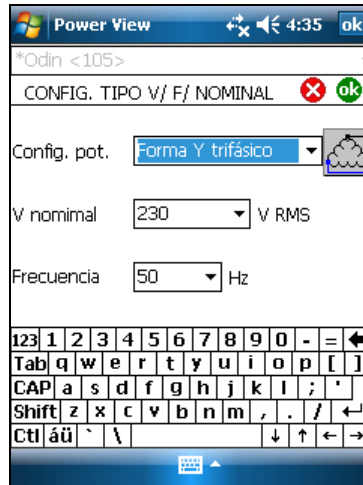 Power View 4:35 ok
*Odin <105>
CONFIG. TIPO V/ F/ NOMINAL ok
Config. pot. Forma Y trifásico
V nomimal 230 V RMS
Frecuencia 50 Hz
123 1 2 3 4 5 6 7 8 9 0 - =
Tab q w e r t y u i o p [ ]
CAP a s d f g h j k l ; '
Shift z x c v b n m , . /
Ctl áü ` \ ↓ ↑ ← →